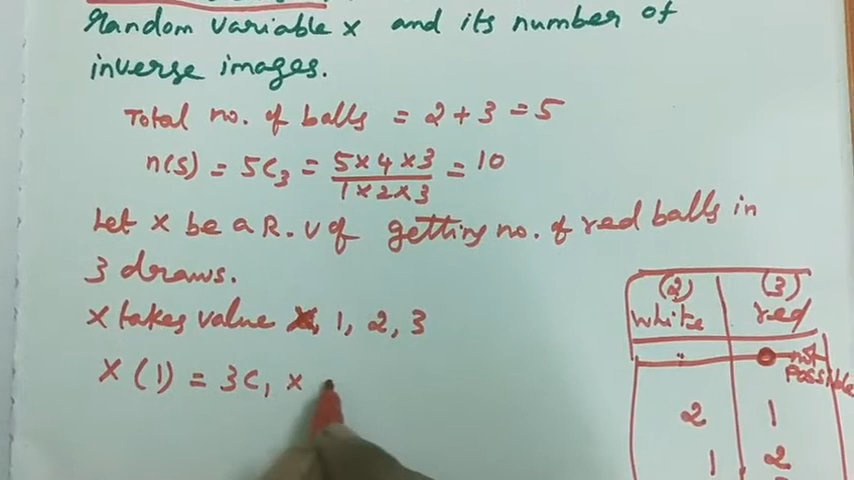 Random variable x and its number of
inverse images.
Total no. of balls = 2 + 3 = 5
n(S) = 5C₃ = 5 x 4 x 3 / 1 x 2 x 3 = 10
Let x be a R.V of getting no. of red balls in
3 draws.
X takes value , 1, 2, 3
X (1) = 3C₁ x
(2) (3)
white red
not
possible
2 1
1 2